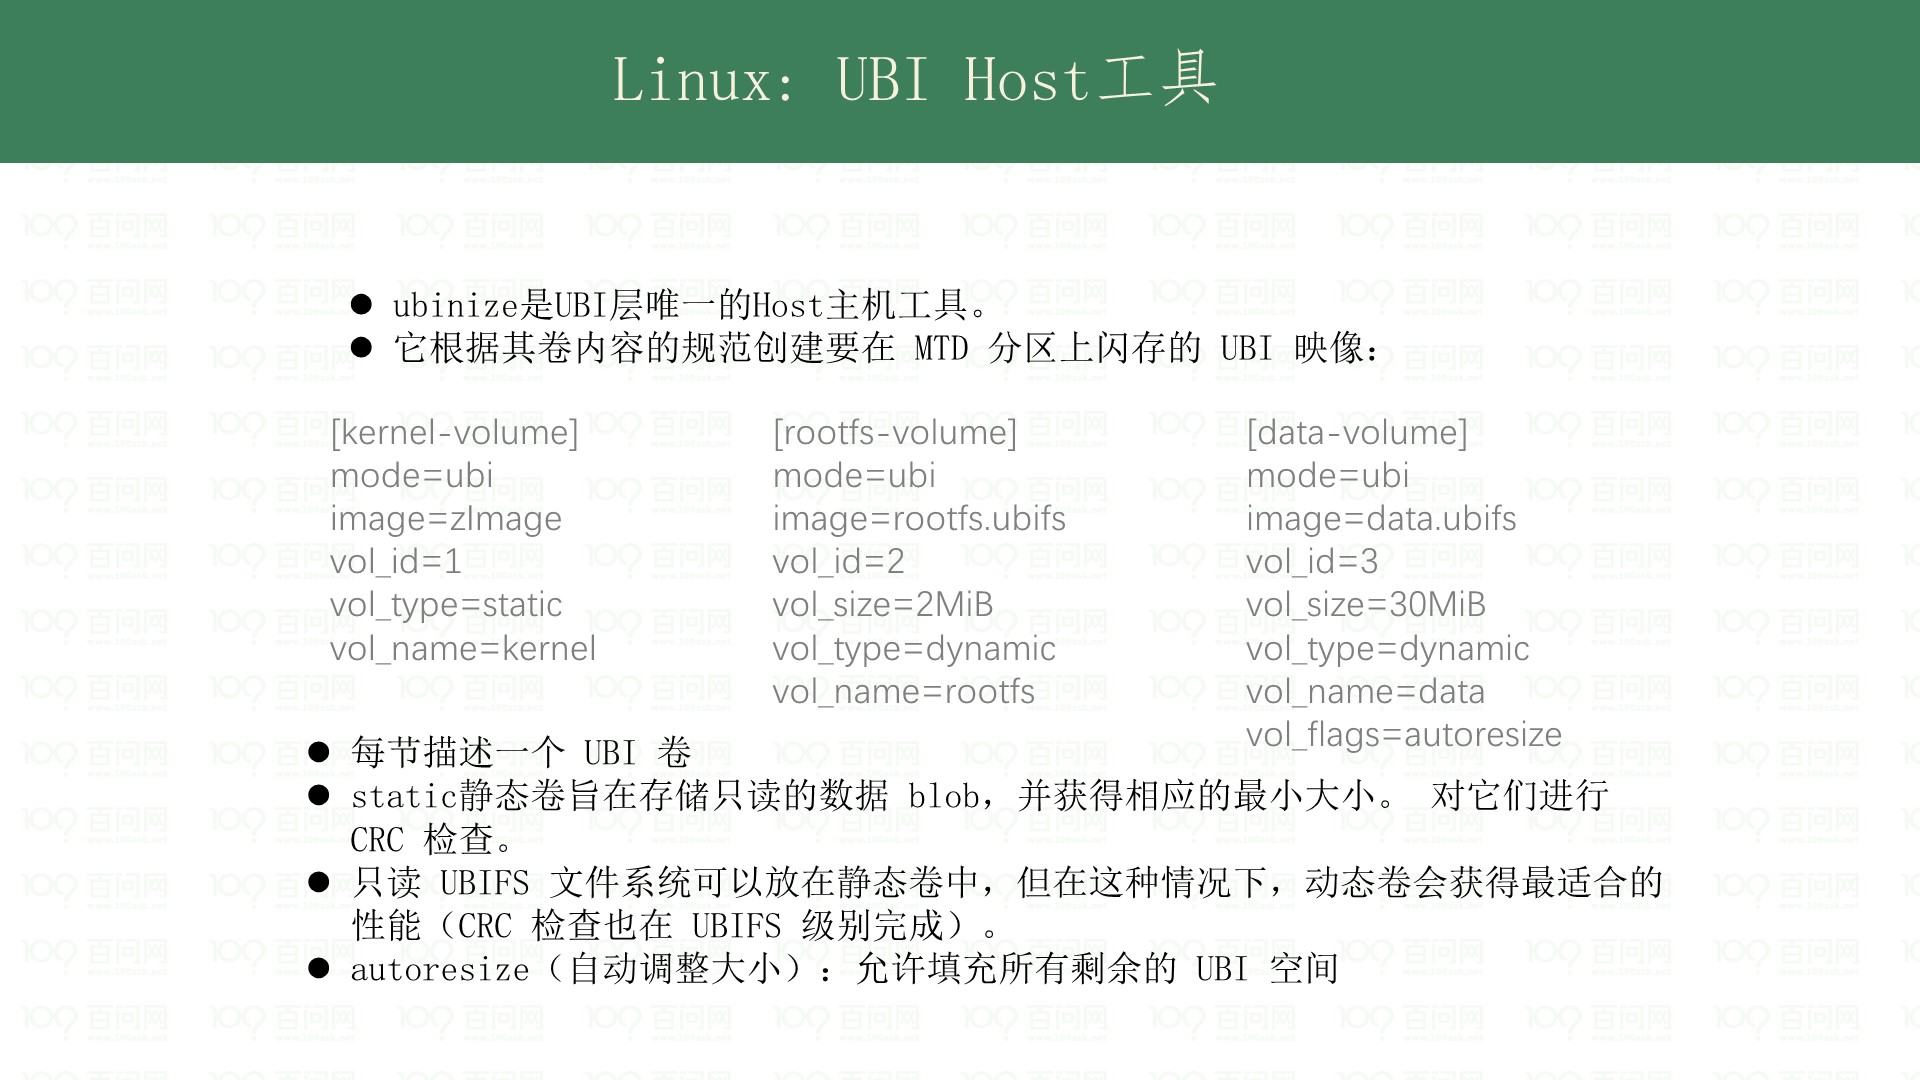 Linux: UBI Host工具
ubinize是UBI层唯一的Host主机工具。
它根据其卷内容的规范创建要在 MTD 分区上闪存的 UBI 映像：
[kernel-volume]
mode=ubi
image=zImage
vol_id=1
vol_type=static
vol_name=kernel
[rootfs-volume]
mode=ubi
image=rootfs.ubifs
vol_id=2
vol_size=2MiB
vol_type=dynamic
vol_name=rootfs
[data-volume]
mode=ubi
image=data.ubifs
vol_id=3
vol_size=30MiB
vol_type=dynamic
vol_name=data
vol_flags=autoresize
每节描述一个 UBI 卷
static静态卷旨在存储只读的数据 blob，并获得相应的最小大小。 对它们进行
CRC 检查。
只读 UBIFS 文件系统可以放在静态卷中，但在这种情况下，动态卷会获得最适合的
性能（CRC 检查也在 UBIFS 级别完成）。
autoresize（自动调整大小）：允许填充所有剩余的 UBI 空间